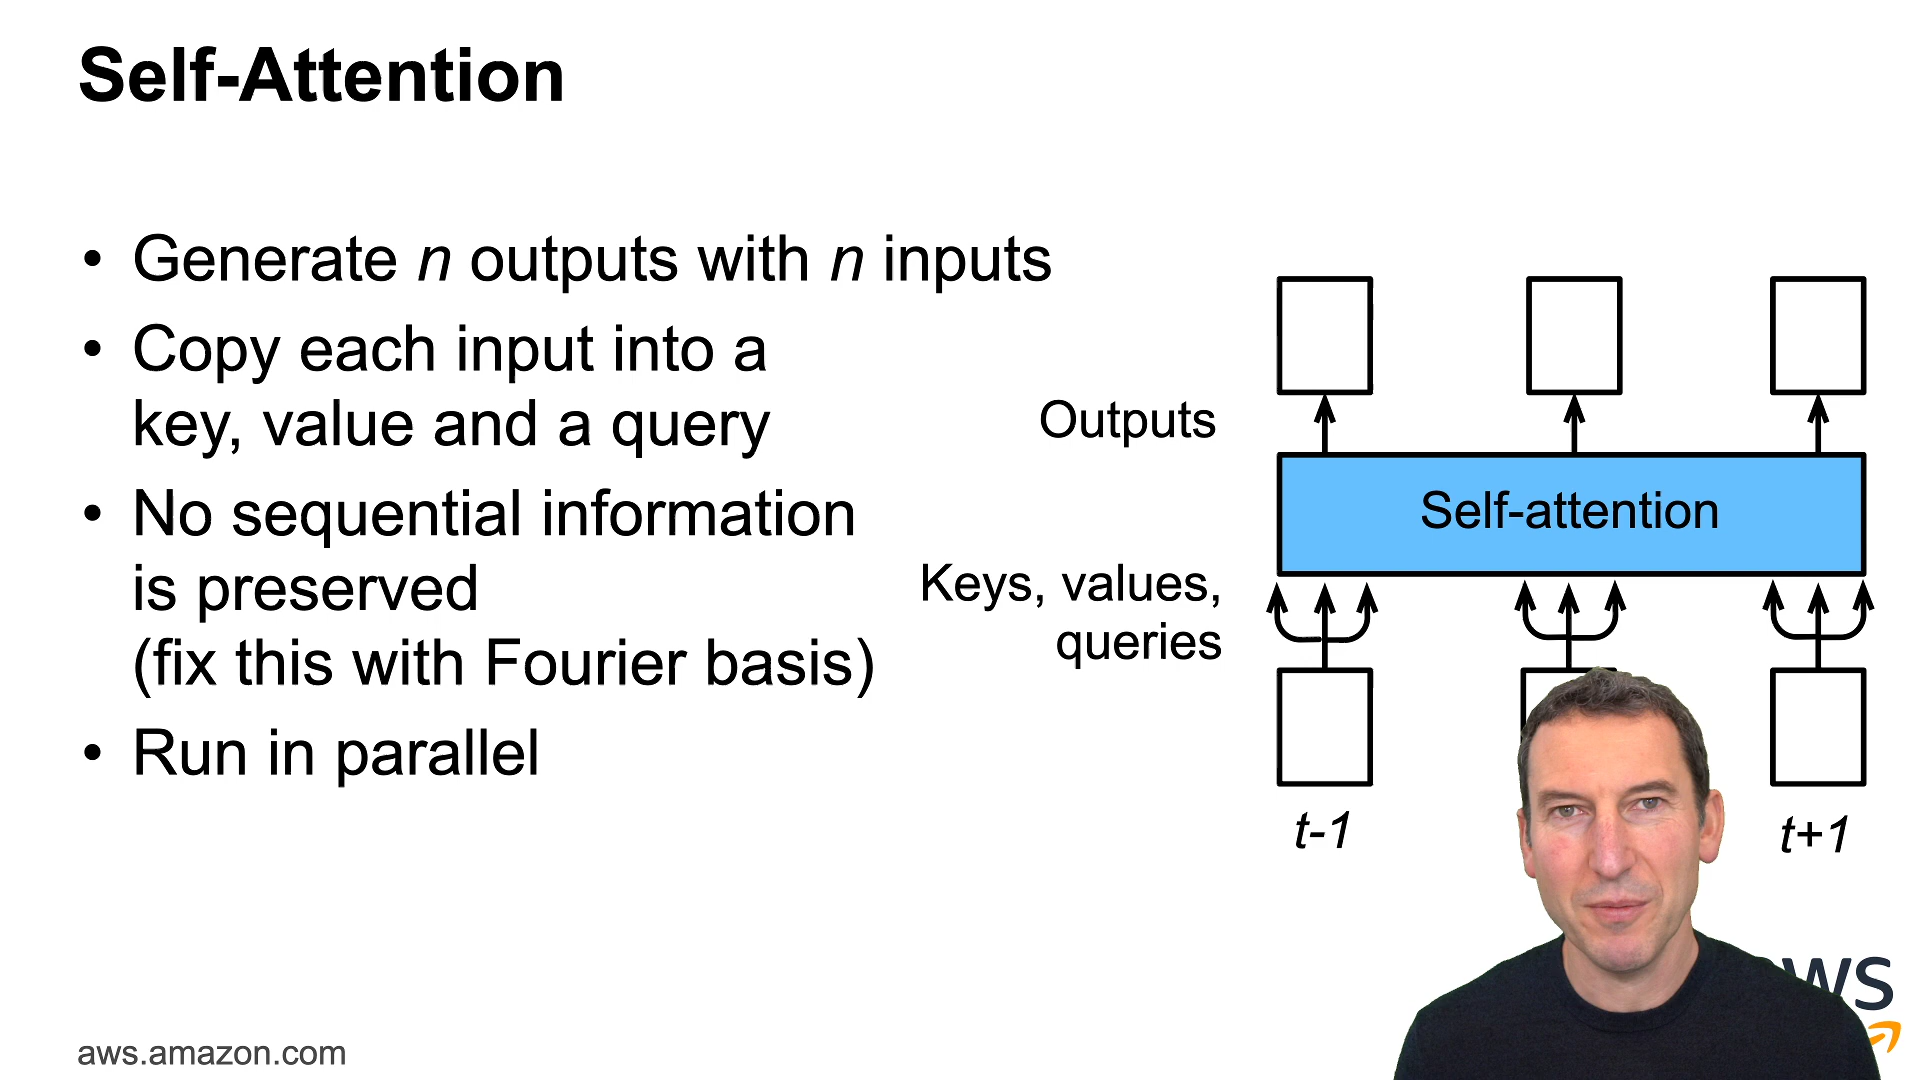 Self-Attention
• Generate n outputs with n inputs
• Copy each input into a
key, value and a query
• No sequential information
is preserved
(fix this with Fourier basis)
• Run in parallel
Outputs
Self-attention
Keys, values,
queries
t-1
t+1
aws
aws.amazon.com